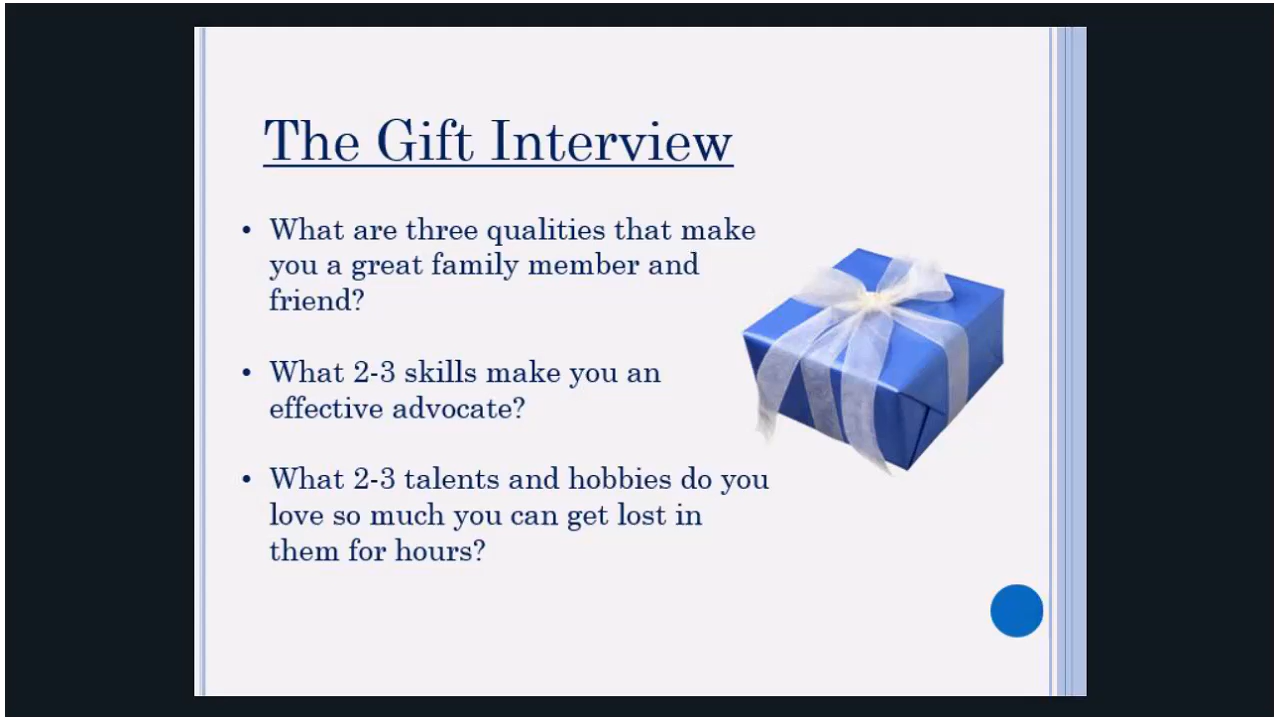 The Gift Interview
• What are three qualities that make
you a great family member and
friend?
• What 2-3 skills make you an
effective advocate?
• What 2-3 talents and hobbies do you
love so much you can get lost in
them for hours?